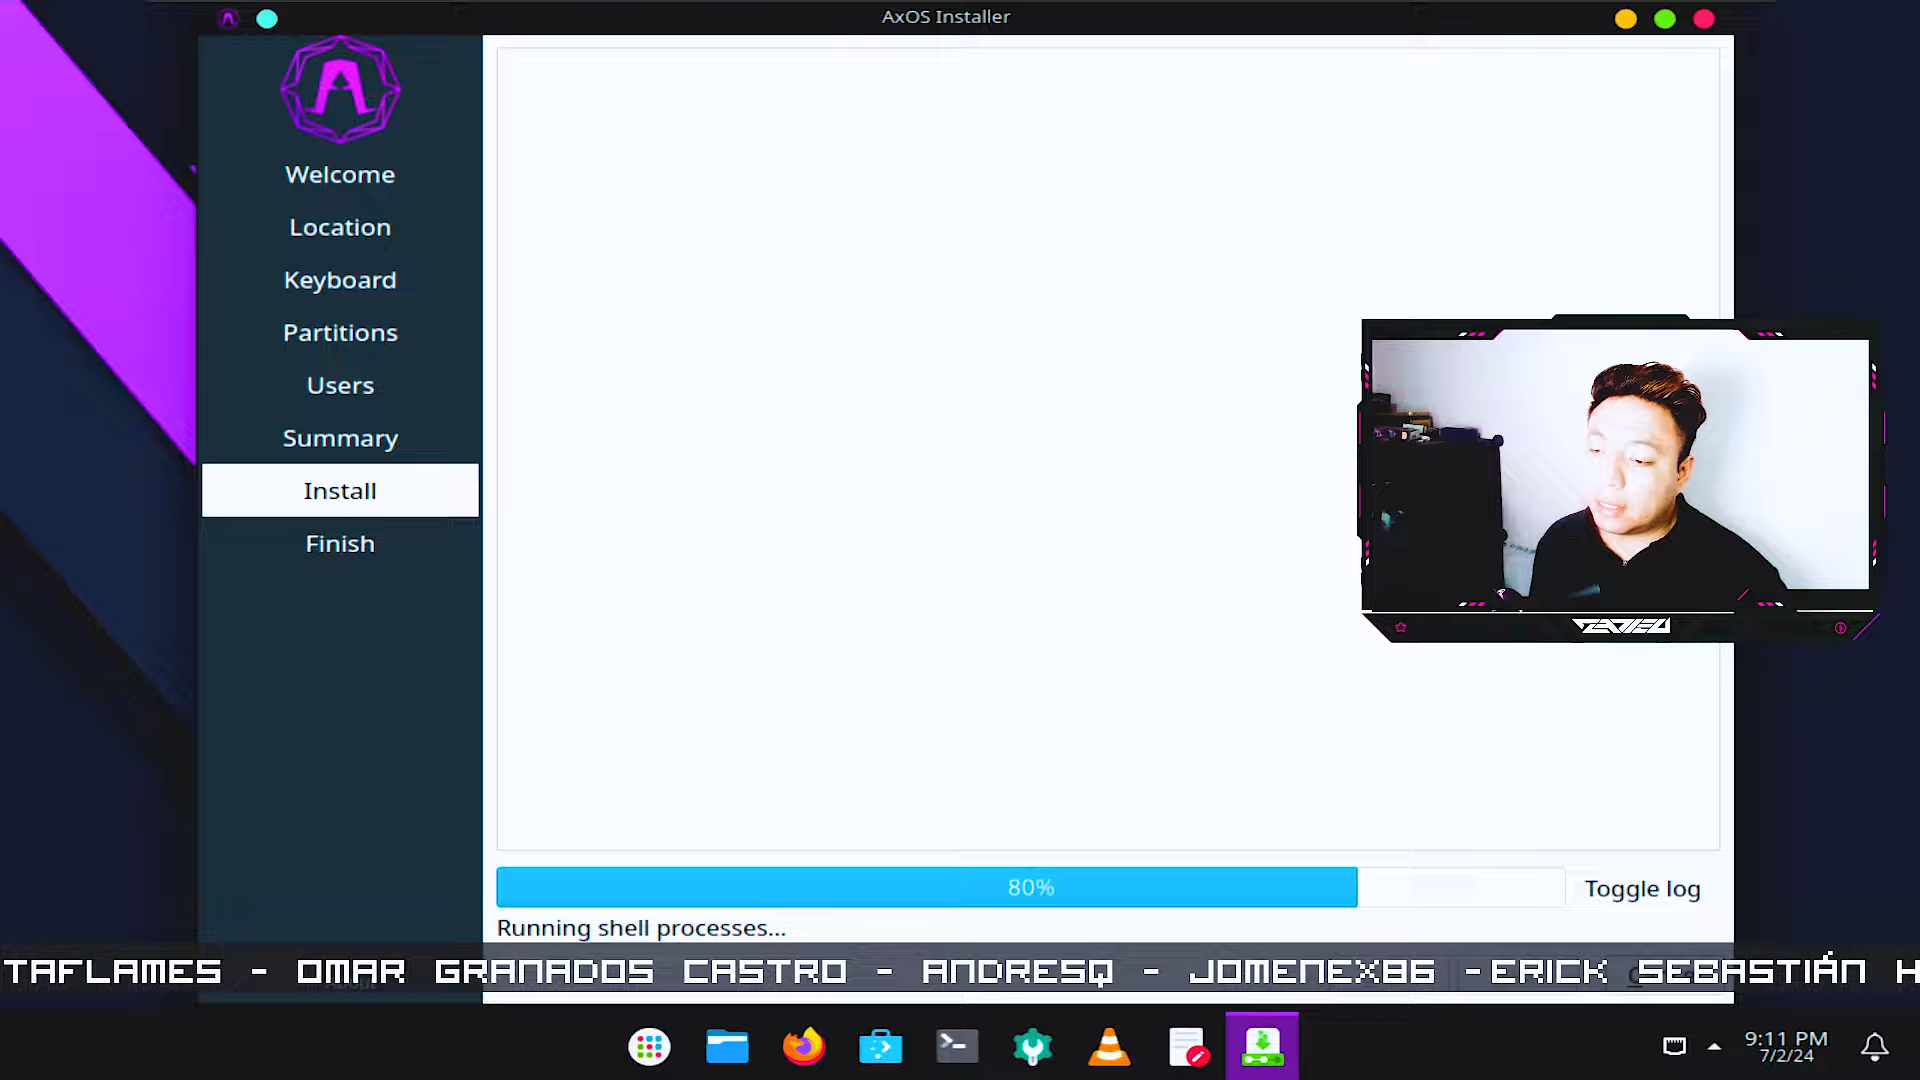 AxOS Installer
Welcome
Location
Keyboard
Partitions
Users
Summary
Install
Finish
80%
Toggle log
Running shell processes...
TAFLAMES - OMAR GRANADOS CASTRO - ANDRESQ - JOMENEX86 - ERICK SEBASTIÁN H
9:11 PM
7/2/24